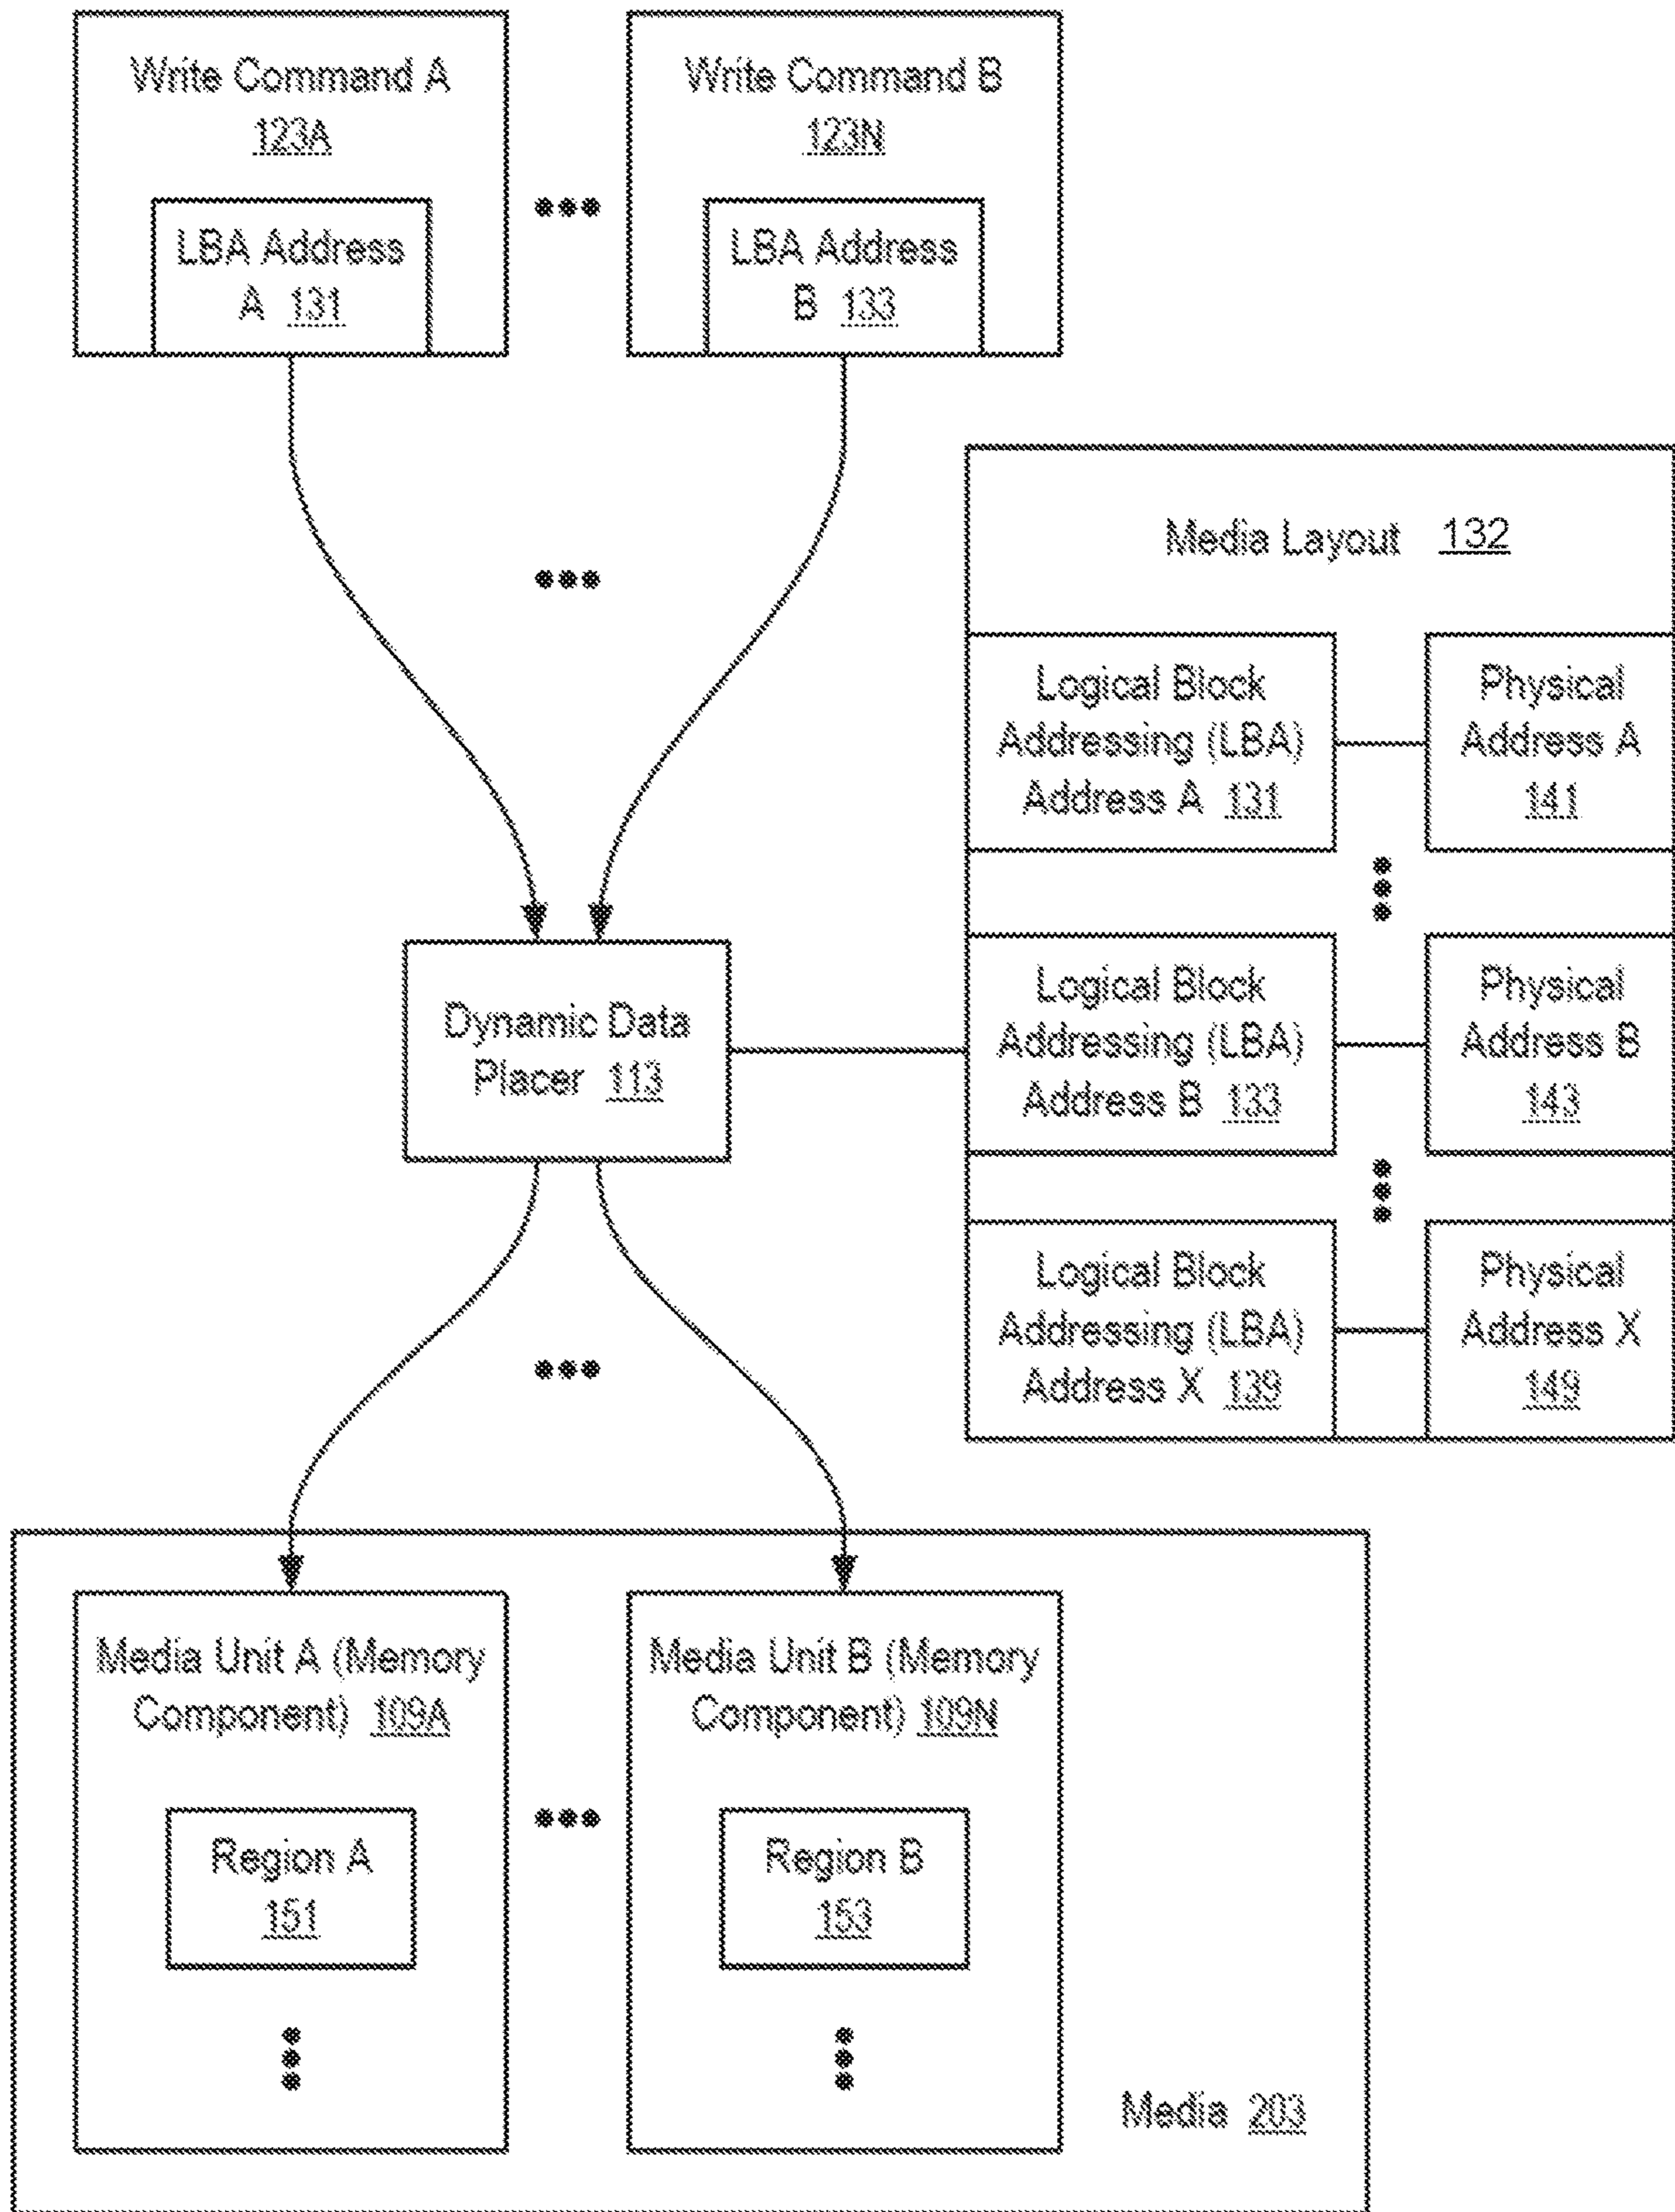 Write Command A
123A
LBA Address
A 131
Write Command B
123N
LBA Address
B 133
Media Layout 132
Logical Block
Addressing (LBA)
Address A 131
Physical
Address A
141
Logical Block
Addressing (LBA)
Address B 133
Physical
Address B
143
Logical Block
Addressing (LBA)
Address X 139
Physical
Address X
149
Dynamic Data
Placer 113
Media Unit A (Memory
Component) 109A
Region A
151
Media Unit B (Memory
Component) 109N
Region B
153
Media 203